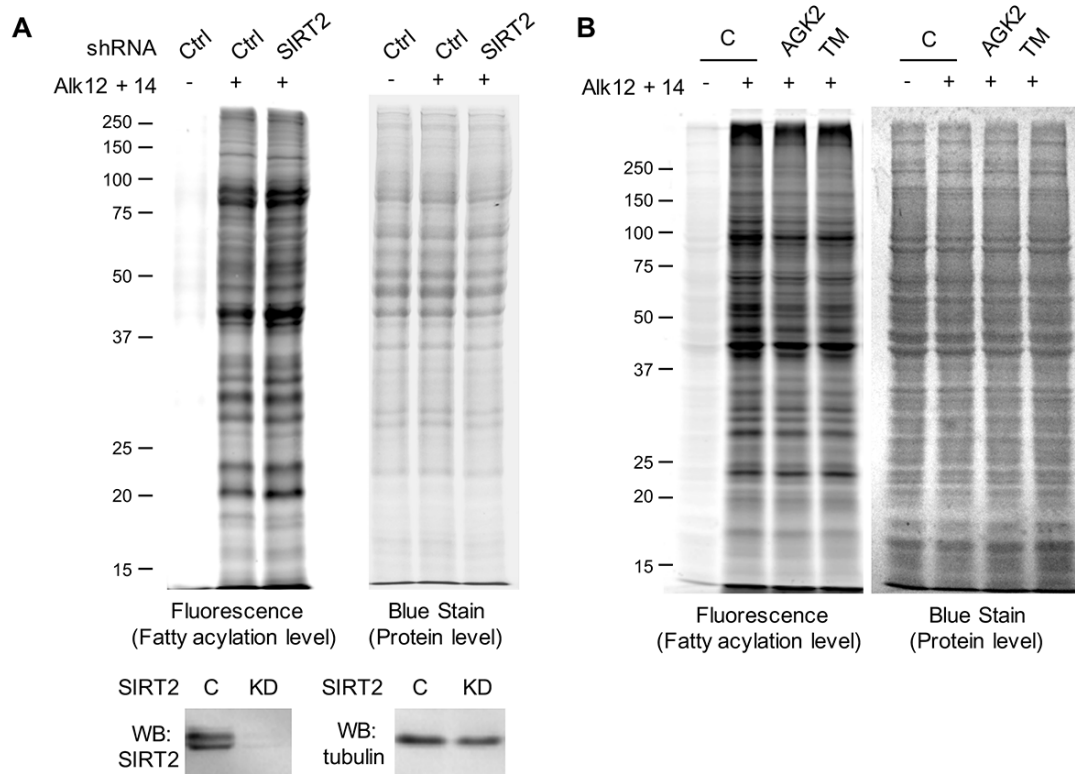 A
shRNA Ctrl Ctrl SIRT2 Ctrl Ctrl SIRT2
Alk12 + 14 - + + - + +
250
150
100
75
50
37
25
20
15
Fluorescence
(Fatty acylation level)
Blue Stain
(Protein level)
SIRT2 C KD
WB:
SIRT2
SIRT2 C KD
WB:
tubulin
B
C AGK2 TM C AGK2 TM
Alk12 + 14 - + + + - + + +
250
150
100
75
50
37
25
20
15
Fluorescence
(Fatty acylation level)
Blue Stain
(Protein level)